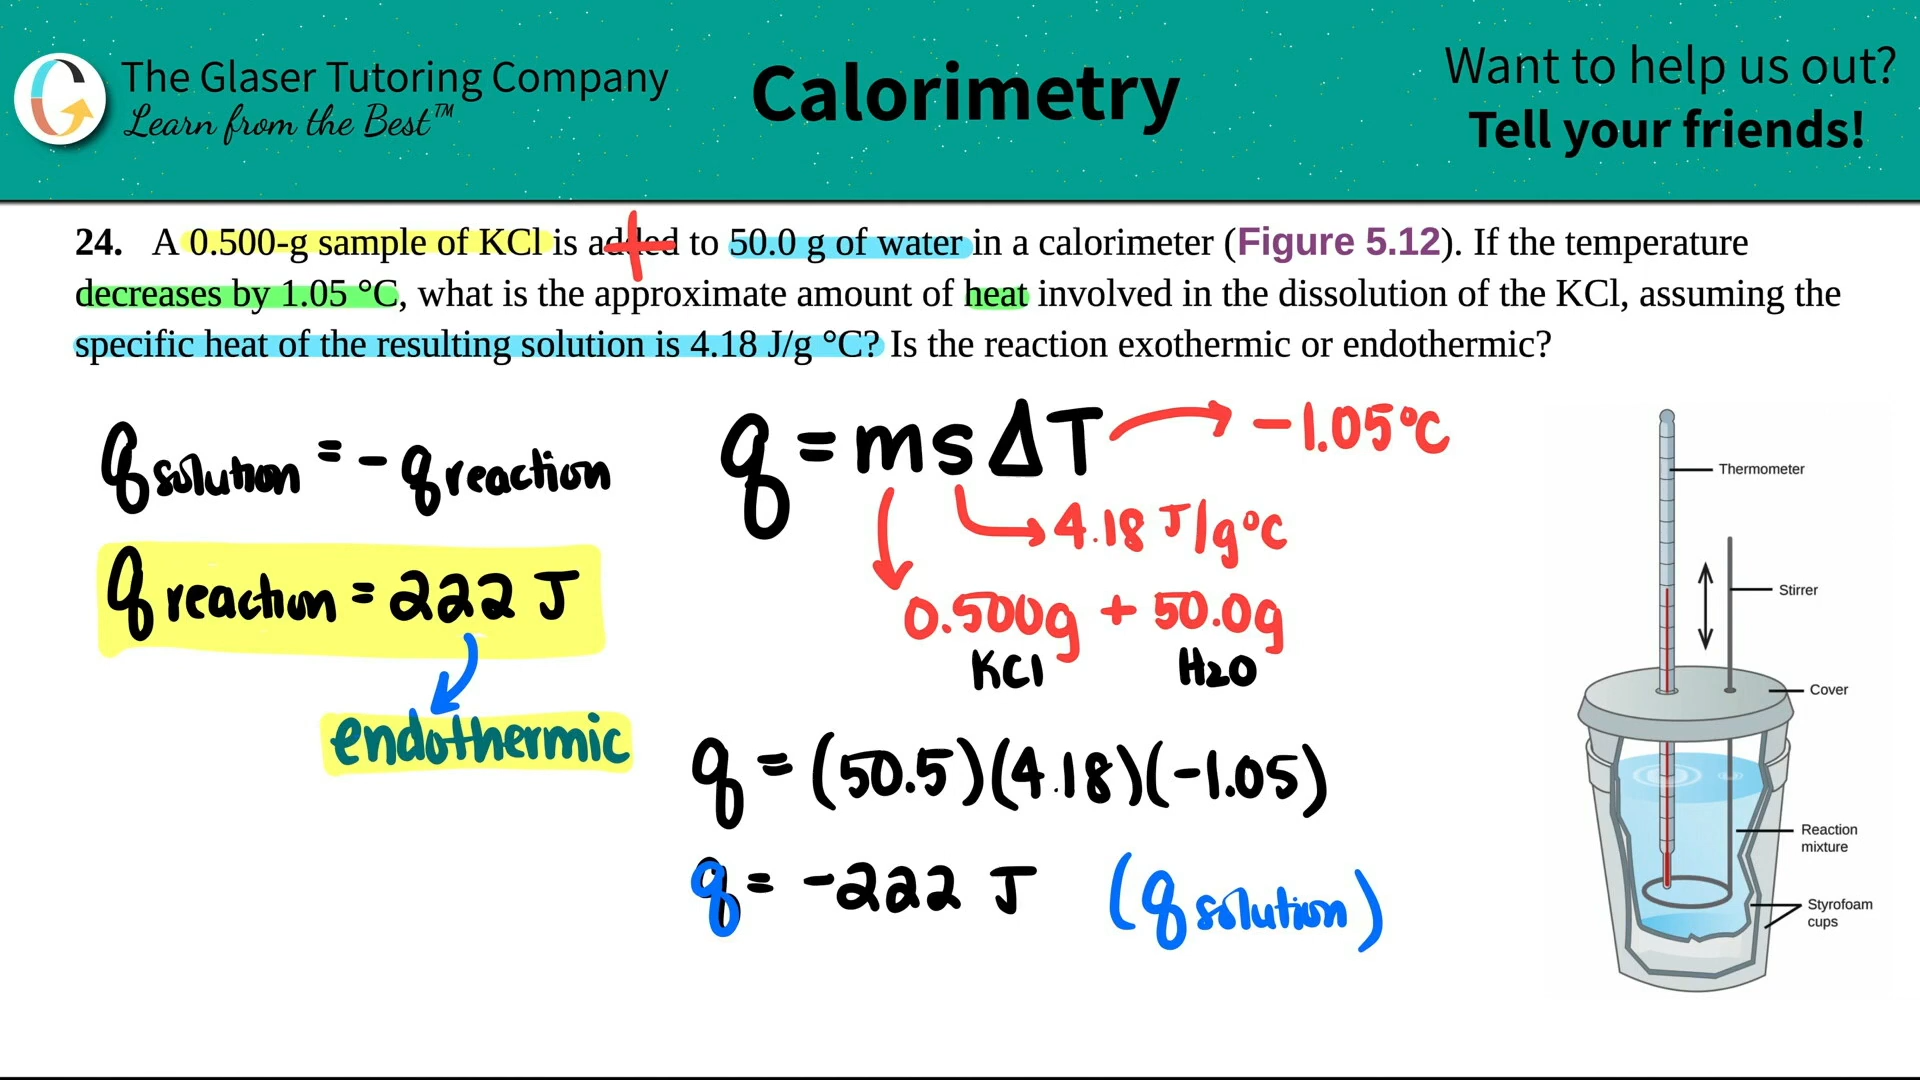 The Glaser Tutoring Company
Learn from the Best™
Calorimetry
Want to help us out?
Tell your friends!
24. A 0.500-g sample of KCl is added to 50.0 g of water in a calorimeter (Figure 5.12). If the temperature
decreases by 1.05 °C, what is the approximate amount of heat involved in the dissolution of the KCl, assuming the
specific heat of the resulting solution is 4.18 J/g °C? Is the reaction exothermic or endothermic?
q solution = - q reaction
q reaction = 222 J
endothermic
q = msΔT
-1.05°C
4.18 J/g°C
0.500g + 50.0g
KCl H2O
q = (50.5)(4.18)(-1.05)
q = -222 J (q solution)
Thermometer
Stirrer
Cover
Reaction
mixture
Styrofoam
cups